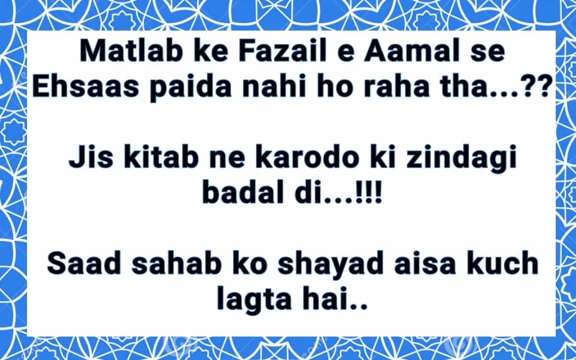 Matlab ke Fazail e Aamal se
Ehsaas paida nahi ho raha tha...??
Jis kitab ne karodo ki zindagi
badal di...!!!
Saad sahab ko shayad aisa kuch
lagta hai..